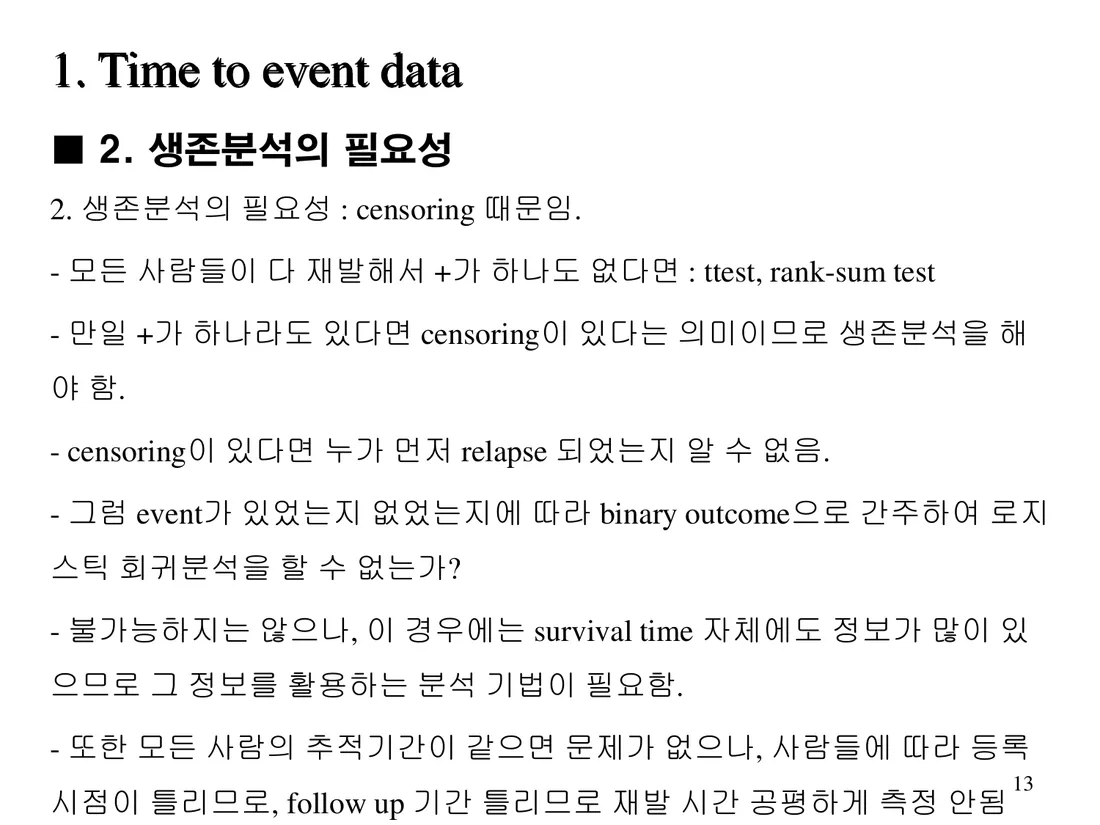 1. Time to event data
■ 2. 생존분석의 필요성
2. 생존분석의 필요성 : censoring 때문임.
- 모든 사람들이 다 재발해서 +가 하나도 없다면 : ttest, rank-sum test
- 만일 +가 하나라도 있다면 censoring이 있다는 의미이므로 생존분석을 해
야 함.
- censoring이 있다면 누가 먼저 relapse 되었는지 알 수 없음.
- 그럼 event가 있었는지 없었는지에 따라 binary outcome으로 간주하여 로지
스틱 회귀분석을 할 수 없는가?
- 불가능하지는 않으나, 이 경우에는 survival time 자체에도 정보가 많이 있
으므로 그 정보를 활용하는 분석 기법이 필요함.
- 또한 모든 사람의 추적기간이 같으면 문제가 없으나, 사람들에 따라 등록
시점이 틀리므로, follow up 기간 틀리므로 재발 시간 공평하게 측정 안됨
13